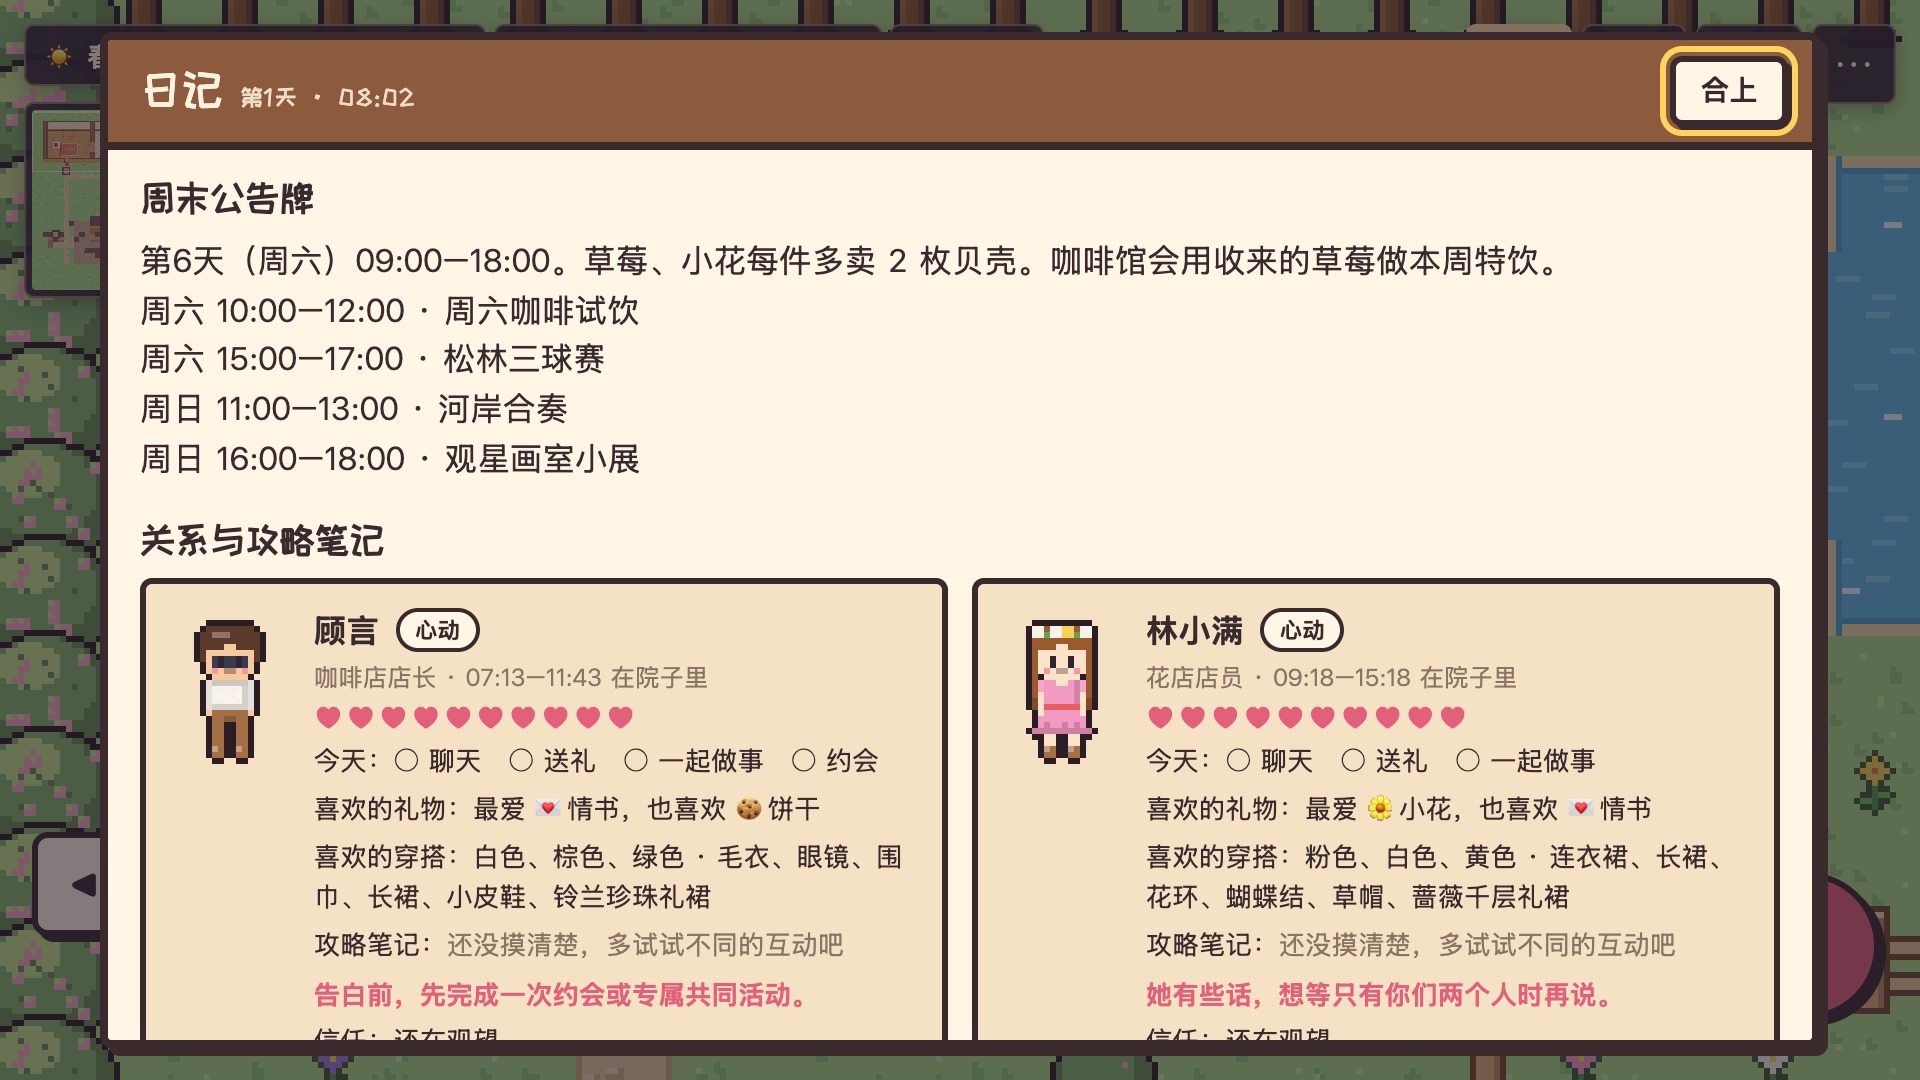 日记 第1天 · 08:02
合上
周末公告牌
第6天（周六）09:00—18:00。草莓、小花每件多卖 2 枚贝壳。咖啡馆会用收来的草莓做本周特饮。
周六 10:00—12:00 · 周六咖啡试饮
周六 15:00—17:00 · 松林三球赛
周日 11:00—13:00 · 河岸合奏
周日 16:00—18:00 · 观星画室小展
关系与攻略笔记
顾言 心动
咖啡店店长 · 07:13—11:43 在院子里
今天：○ 聊天 ○ 送礼 ○ 一起做事 ○ 约会
喜欢的礼物：最爱 💌 情书，也喜欢 🍪 饼干
喜欢的穿搭：白色、棕色、绿色 · 毛衣、眼镜、围
巾、长裙、小皮鞋、铃兰珍珠礼裙
攻略笔记：还没摸清楚，多试试不同的互动吧
告白前，先完成一次约会或专属共同活动。
信任：还在观望
林小满 心动
花店店员 · 09:18—15:18 在院子里
今天：○ 聊天 ○ 送礼 ○ 一起做事
喜欢的礼物：最爱 🌼 小花，也喜欢 💌 情书
喜欢的穿搭：粉色、白色、黄色 · 连衣裙、长裙、
花环、蝴蝶结、草帽、蔷薇千层礼裙
攻略笔记：还没摸清楚，多试试不同的互动吧
她有些话，想等只有你们两个人时再说。
信任：还在观望